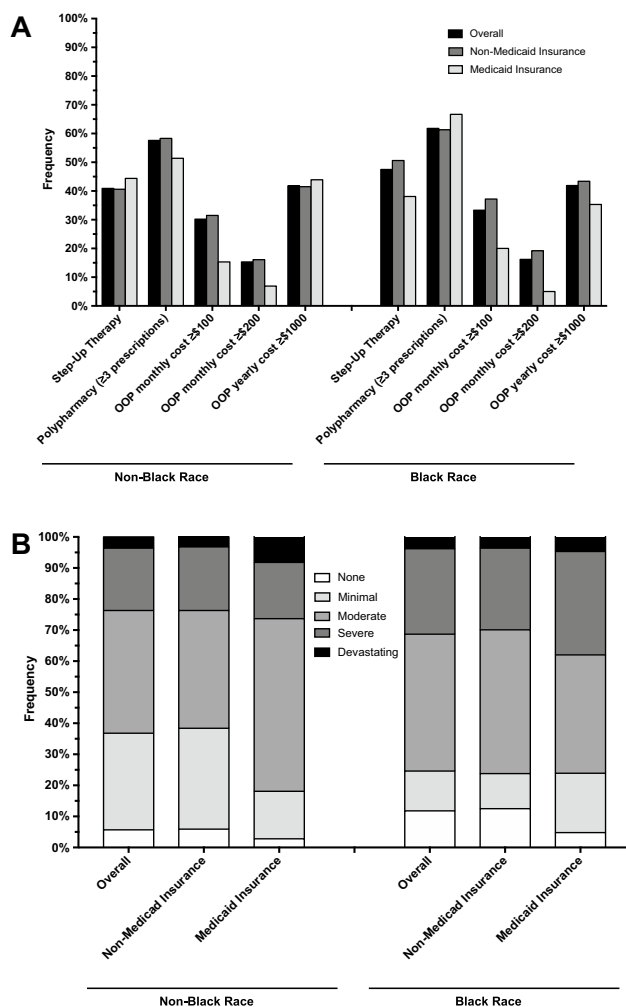 A
100%
90%
80%
70%
60%
50%
40%
30%
20%
10%
0%
Frequency
Overall
Non-Medicaid Insurance
Medicaid Insurance
Step-Up Therapy
Polypharmacy (≥3 prescriptions)
OOP monthly cost ≥$100
OOP monthly cost ≥$200
OOP yearly cost ≥$1000
Step-Up Therapy
Polypharmacy (≥3 prescriptions)
OOP monthly cost ≥$100
OOP monthly cost ≥$200
OOP yearly cost ≥$1000
Non-Black Race
Black Race
B
100%
90%
80%
70%
60%
50%
40%
30%
20%
10%
0%
Frequency
None
Minimal
Moderate
Severe
Devastating
Overall
Non-Medicad Insurance
Medicaid Insurance
Overall
Non-Medicad Insurance
Medicaid Insurance
Non-Black Race
Black Race